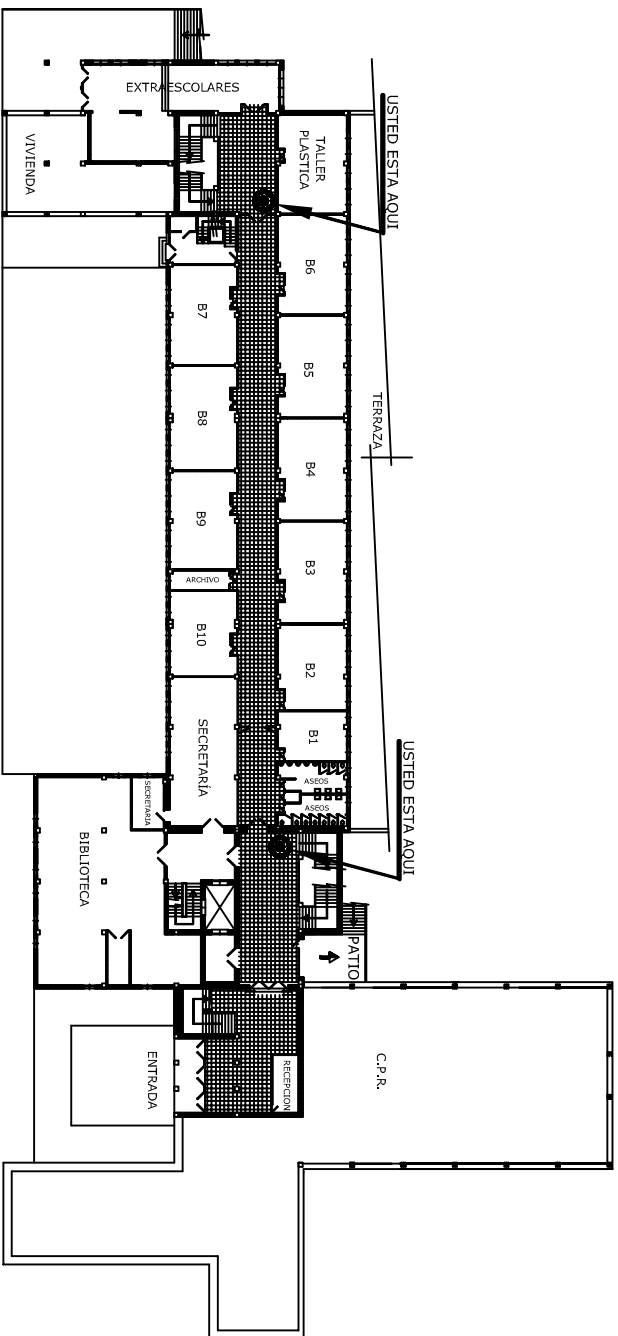 EXTRAESCOLARES
VIVIENDA
TALLER
PLASTICA
USTED ESTA AQUI
B6
B7
B5
TERRAZA
B8
B4
B9
B3
ARCHIVO
B10
B2
SECRETARÍA
B1
USTED ESTA AQUI
ASEOS
ASEOS
SECRETARIA
BIBLIOTECA
PATIO
C.P.R.
ENTRADA
RECEPCION